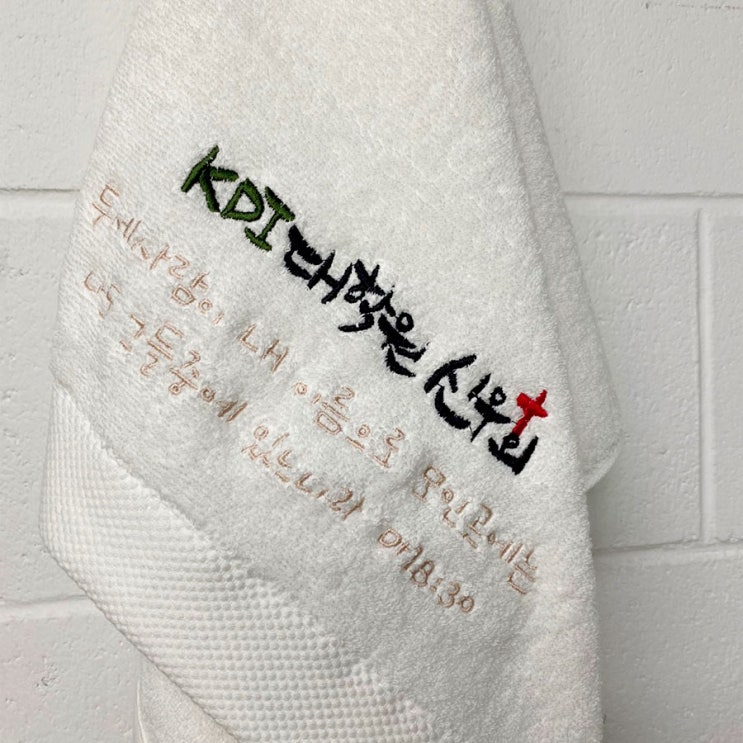 KDI 대학원 신우회
두세사람이 내 이름으로 모인곳에는
나도 그들중에 있느니라 마18:30